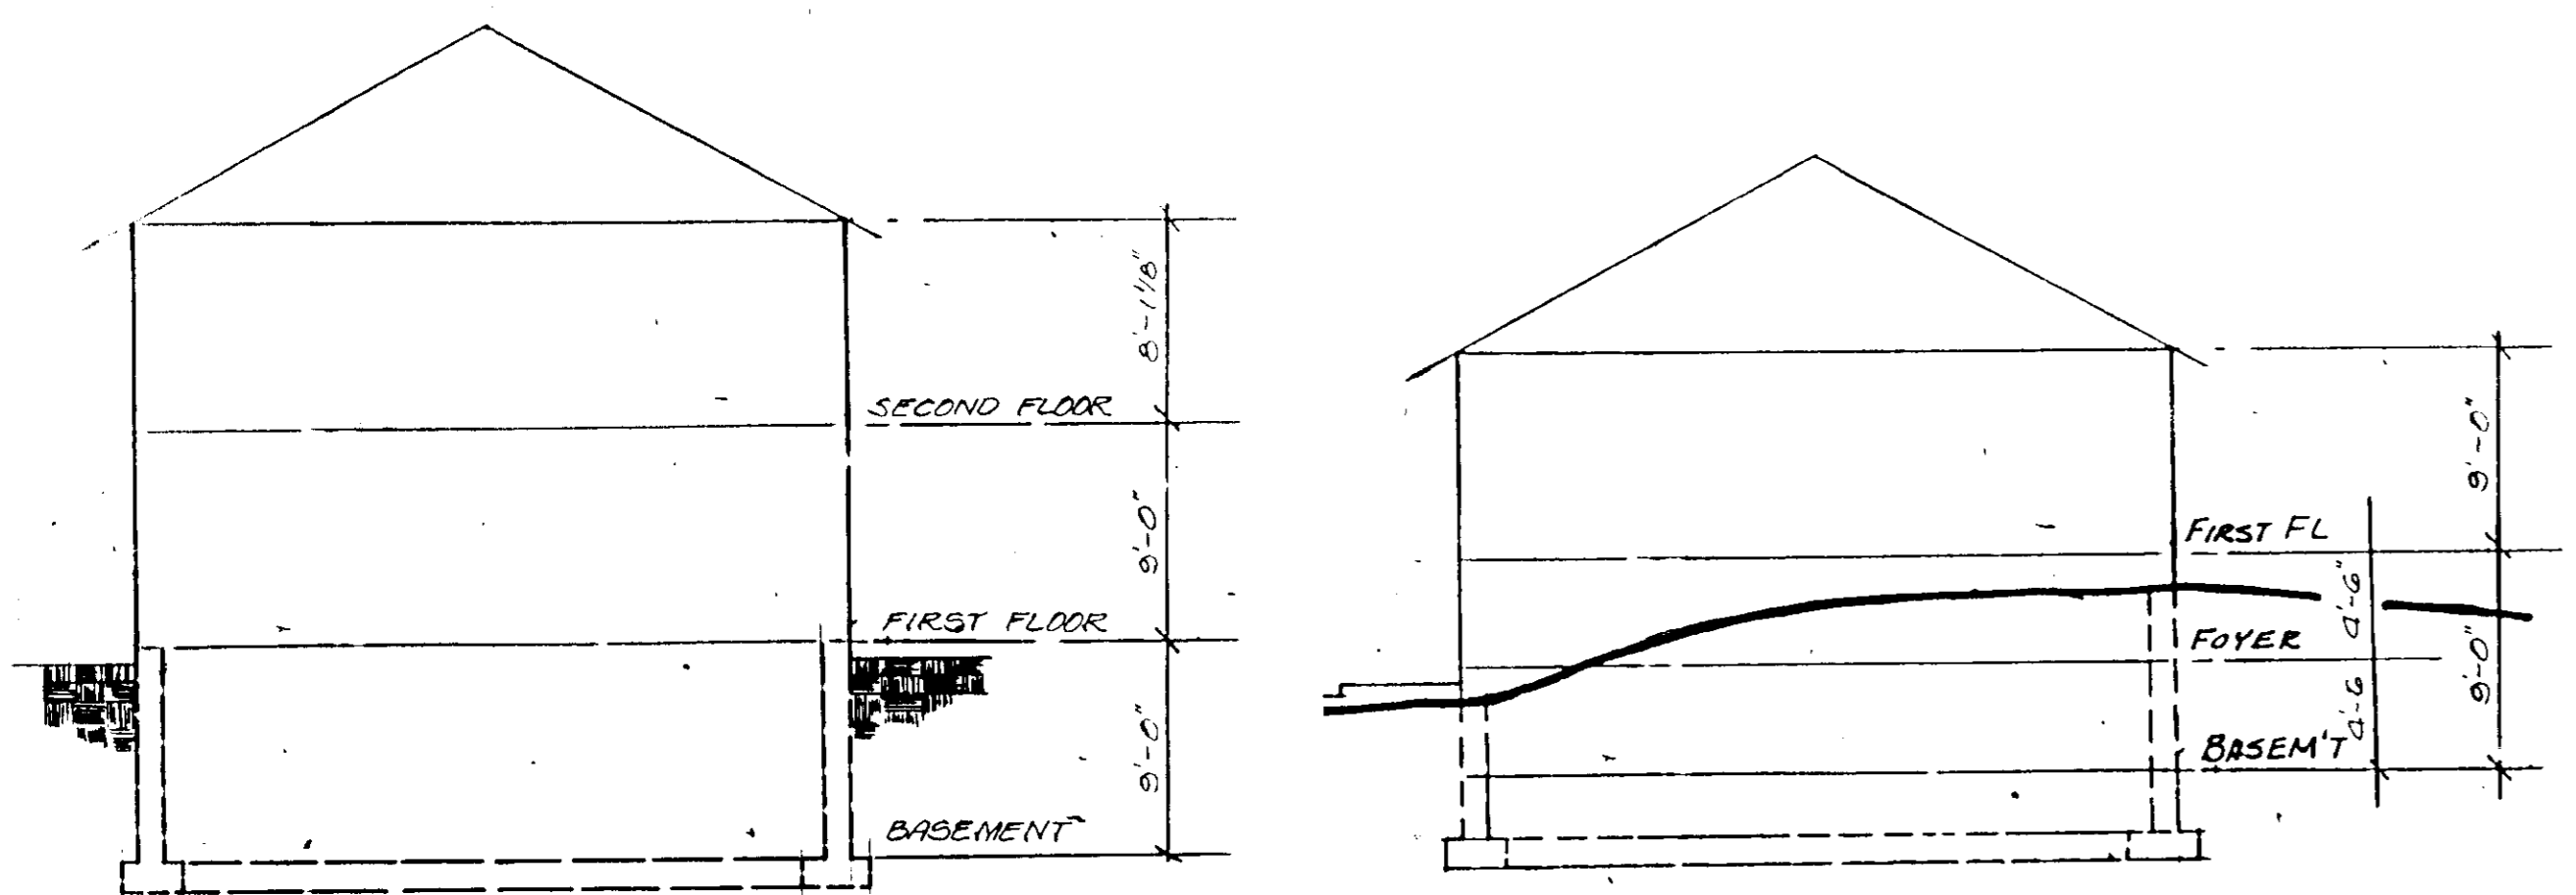 8'-1 1/8"
SECOND FLOOR
9'-0"
FIRST FLOOR
9'-0"
BASEMENT
9'-0"
FIRST FL
4'-6"
FOYER
9'-0"
4'-6
BASEM'T